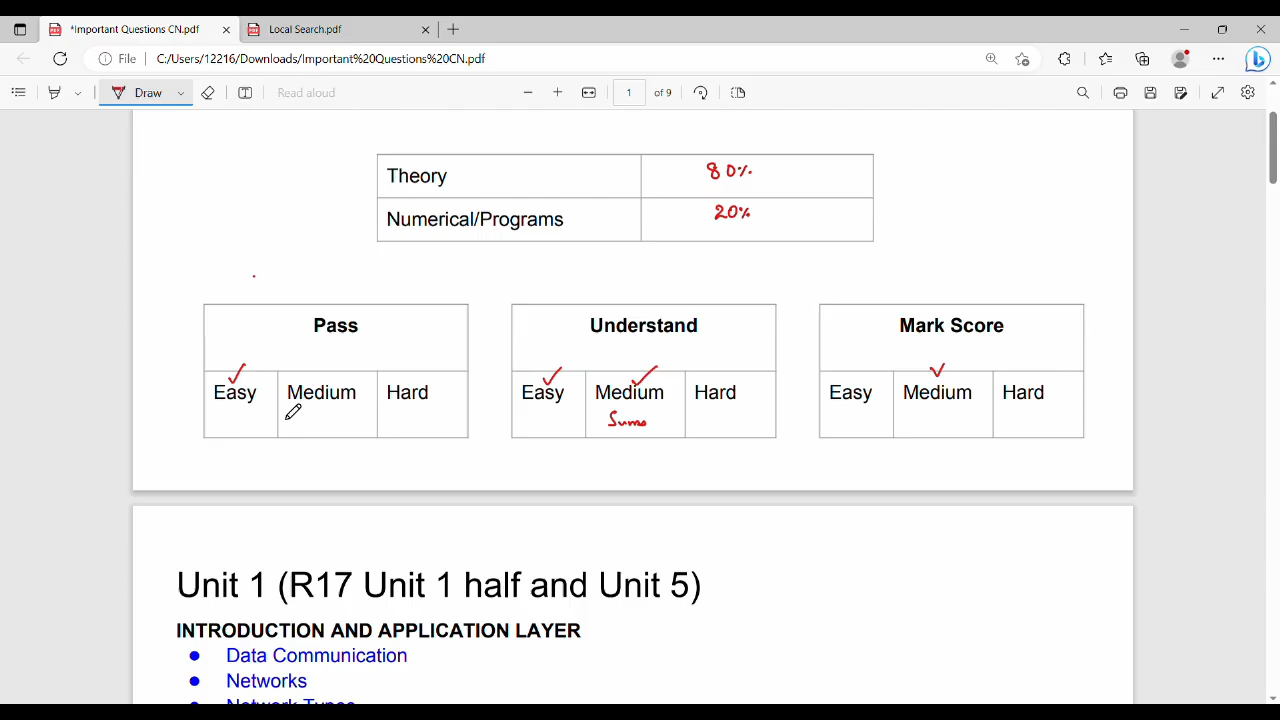 *Important Questions CN.pdf
Local Search.pdf
File
C:/Users/12216/Downloads/Important%20Questions%20CN.pdf
Draw
Read aloud
1 of 9
Theory 80%
Numerical/Programs 20%
Pass
Easy Medium Hard
Understand
Easy Medium Hard
Sums
Mark Score
Easy Medium Hard
Unit 1 (R17 Unit 1 half and Unit 5)
INTRODUCTION AND APPLICATION LAYER
● Data Communication
● Networks
● Network Types